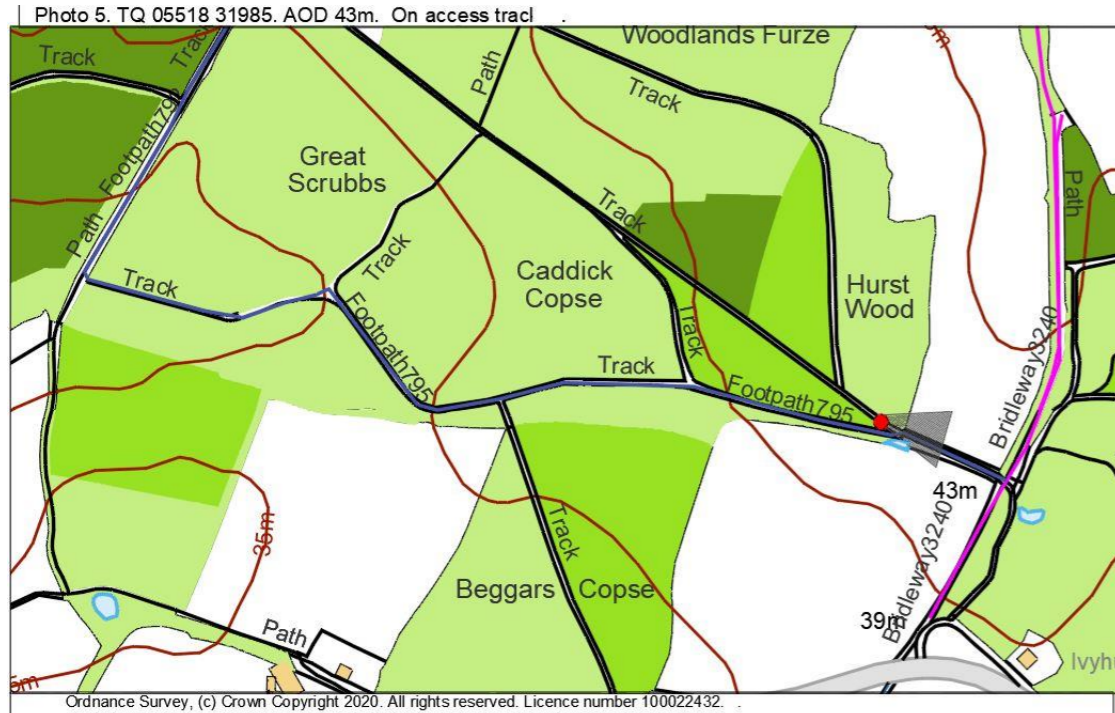 Photo 5. TQ 05518 31985. AOD 43m. On access tracl .
Woodlands Furze
Track
Track
Path
Track
Footpath793
Great
Scrubbs
Track
Path
Path
Track
Track
Caddick
Copse
Hurst
Wood
Footpath795
Track
Bridleway3240
Track
Footpath795
43m
35m
Track
Bridleway3240
Beggars Copse
39m
Path
Ordnance Survey, (c) Crown Copyright 2020. All rights reserved. Licence number 100022432. .